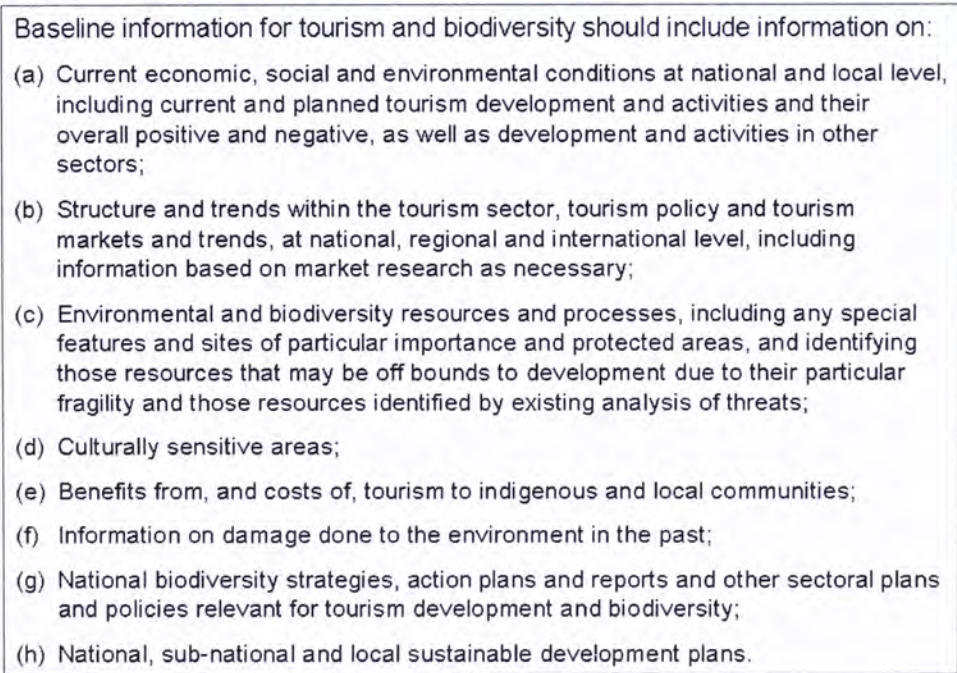 Baseline information for tourism and biodiversity should include information on:
(a) Current economic, social and environmental conditions at national and local level,
including current and planned tourism development and activities and their
overall positive and negative, as well as development and activities in other
sectors;
(b) Structure and trends within the tourism sector, tourism policy and tourism
markets and trends, at national, regional and international level, including
information based on market research as necessary;
(c) Environmental and biodiversity resources and processes, including any special
features and sites of particular importance and protected areas, and identifying
those resources that may be off bounds to development due to their particular
fragility and those resources identified by existing analysis of threats;
(d) Culturally sensitive areas;
(e) Benefits from, and costs of, tourism to indigenous and local communities;
(f) Information on damage done to the environment in the past;
(g) National biodiversity strategies, action plans and reports and other sectoral plans
and policies relevant for tourism development and biodiversity;
(h) National, sub-national and local sustainable development plans.